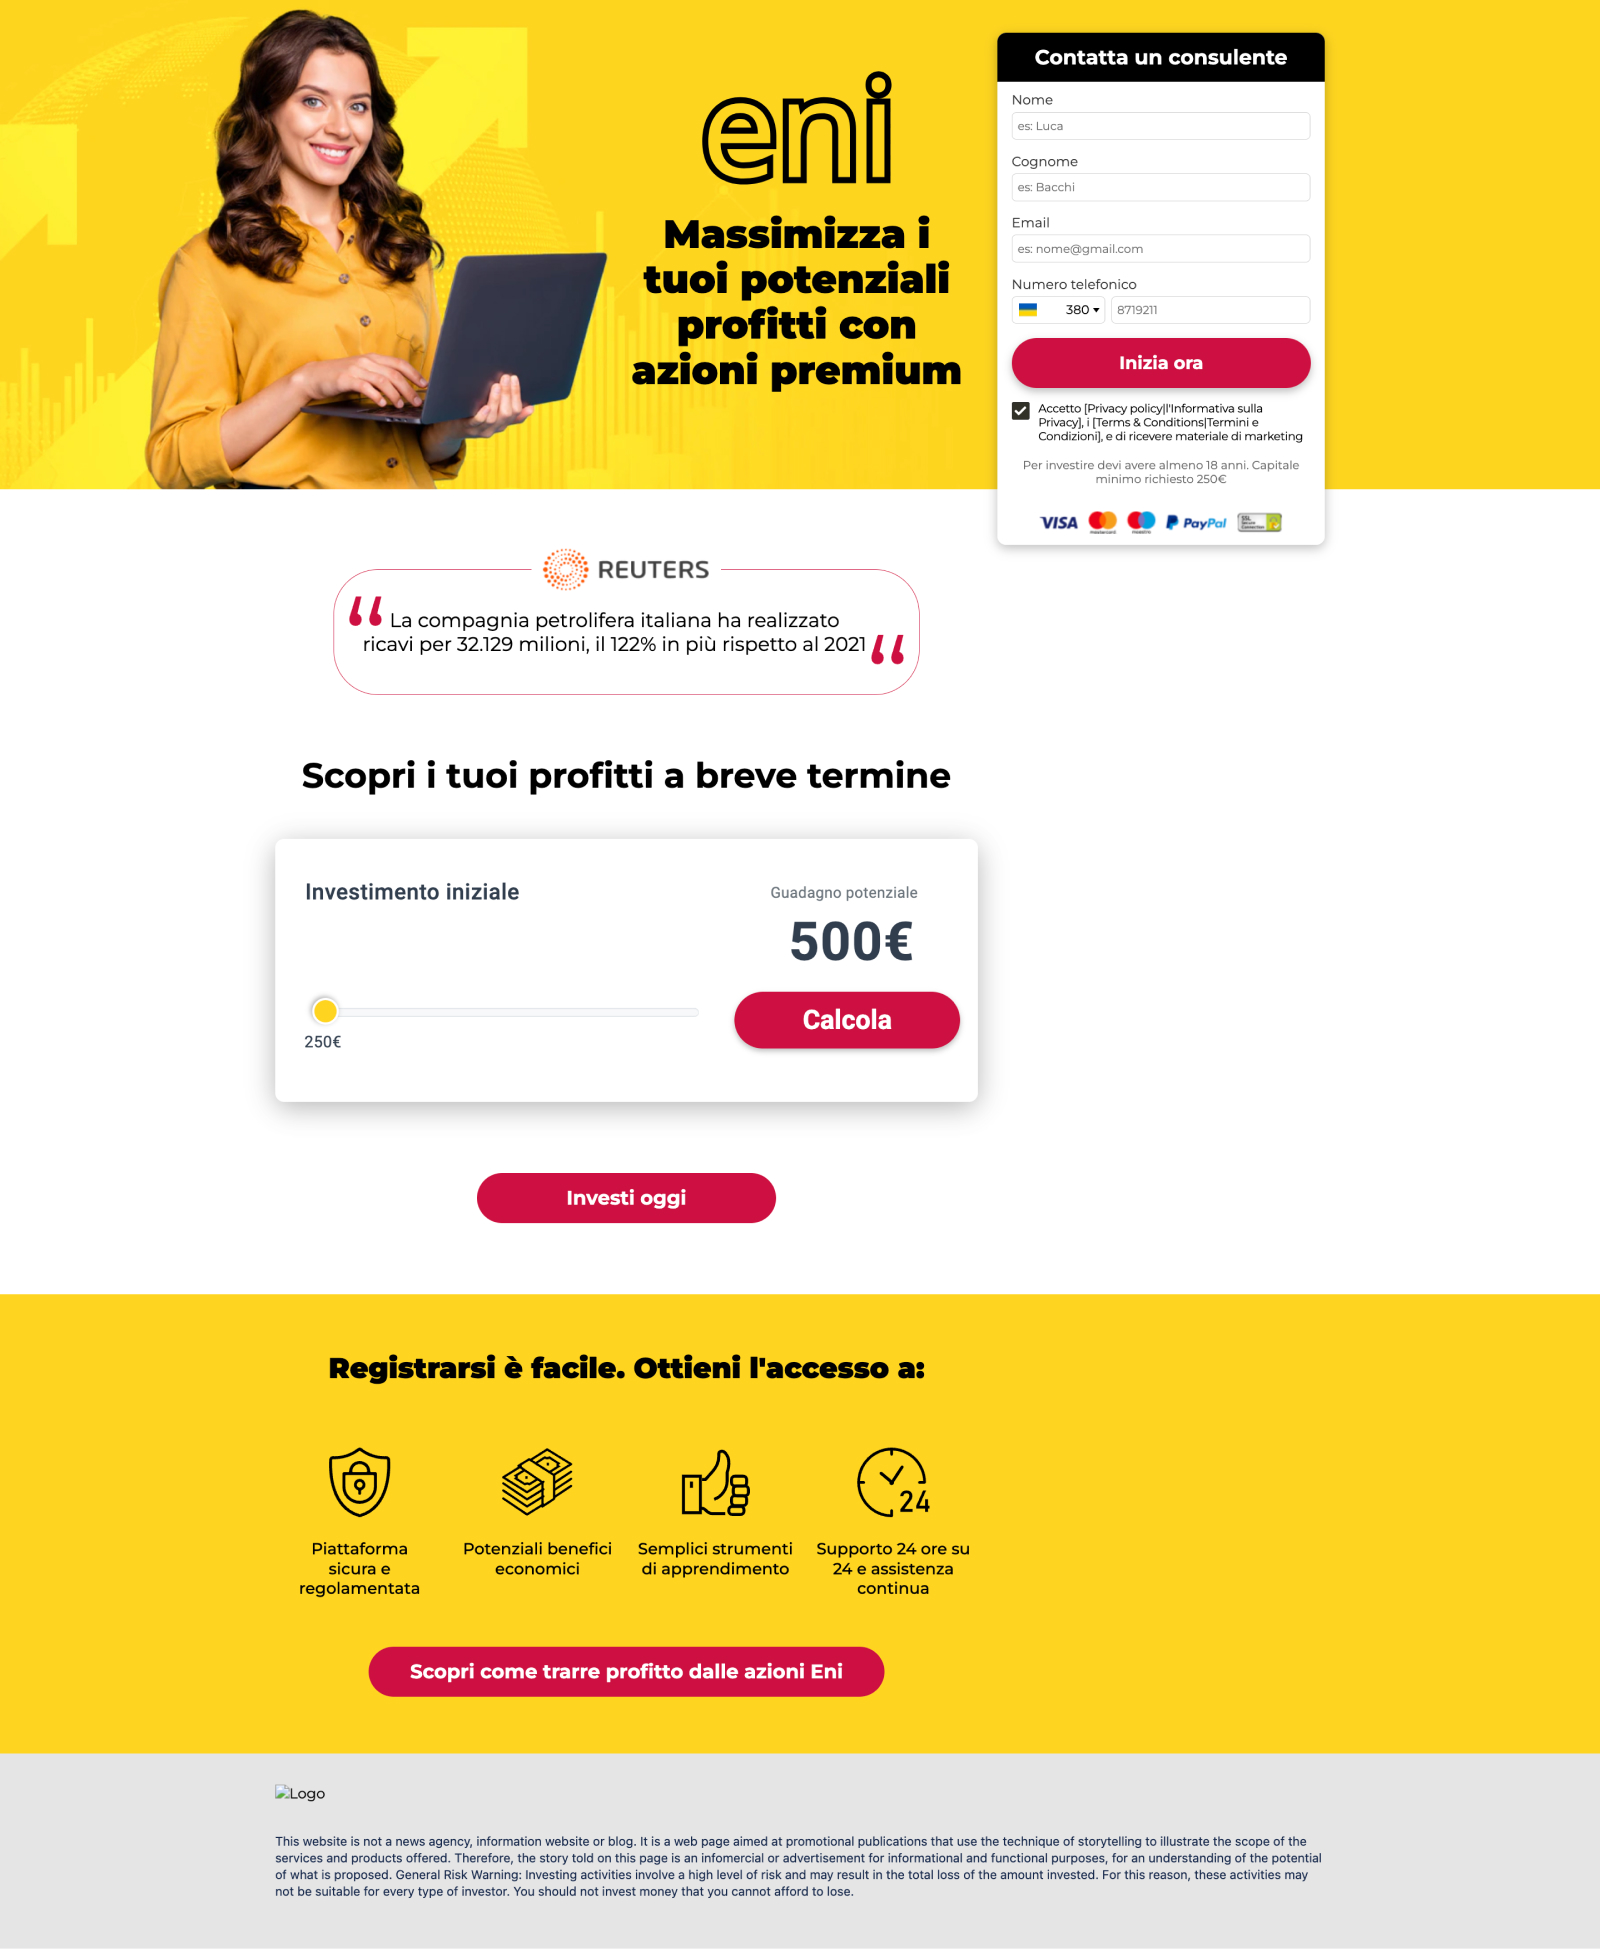 eni
Massimizza i
tuoi potenziali
profitti con
azioni premium
Contatta un consulente
Nome
es: Luca
Cognome
es: Bacchi
Email
es: nome@gmail.com
Numero telefonico
380 8719211
Inizia ora
Accetto [Privacy policy|l'Informativa sulla
Privacy], i [Terms & Conditions|Termini e
Condizioni], e di ricevere materiale di marketing
Per investire devi avere almeno 18 anni. Capitale
minimo richiesto 250€
VISA mastercard maestro PayPal SSL Secure Connection
REUTERS
La compagnia petrolifera italiana ha realizzato
ricavi per 32.129 milioni, il 122% in più rispetto al 2021
Scopri i tuoi profitti a breve termine
Investimento iniziale
Guadagno potenziale
500€
250€
Calcola
Investi oggi
Registrarsi è facile. Ottieni l'accesso a:
24
Piattaforma
sicura e
regolamentata
Potenziali benefici
economici
Semplici strumenti
di apprendimento
Supporto 24 ore su
24 e assistenza
continua
Scopri come trarre profitto dalle azioni Eni
Logo
This website is not a news agency, information website or blog. It is a web page aimed at promotional publications that use the technique of storytelling to illustrate the scope of the
services and products offered. Therefore, the story told on this page is an infomercial or advertisement for informational and functional purposes, for an understanding of the potential
of what is proposed. General Risk Warning: Investing activities involve a high level of risk and may result in the total loss of the amount invested. For this reason, these activities may
not be suitable for every type of investor. You should not invest money that you cannot afford to lose.